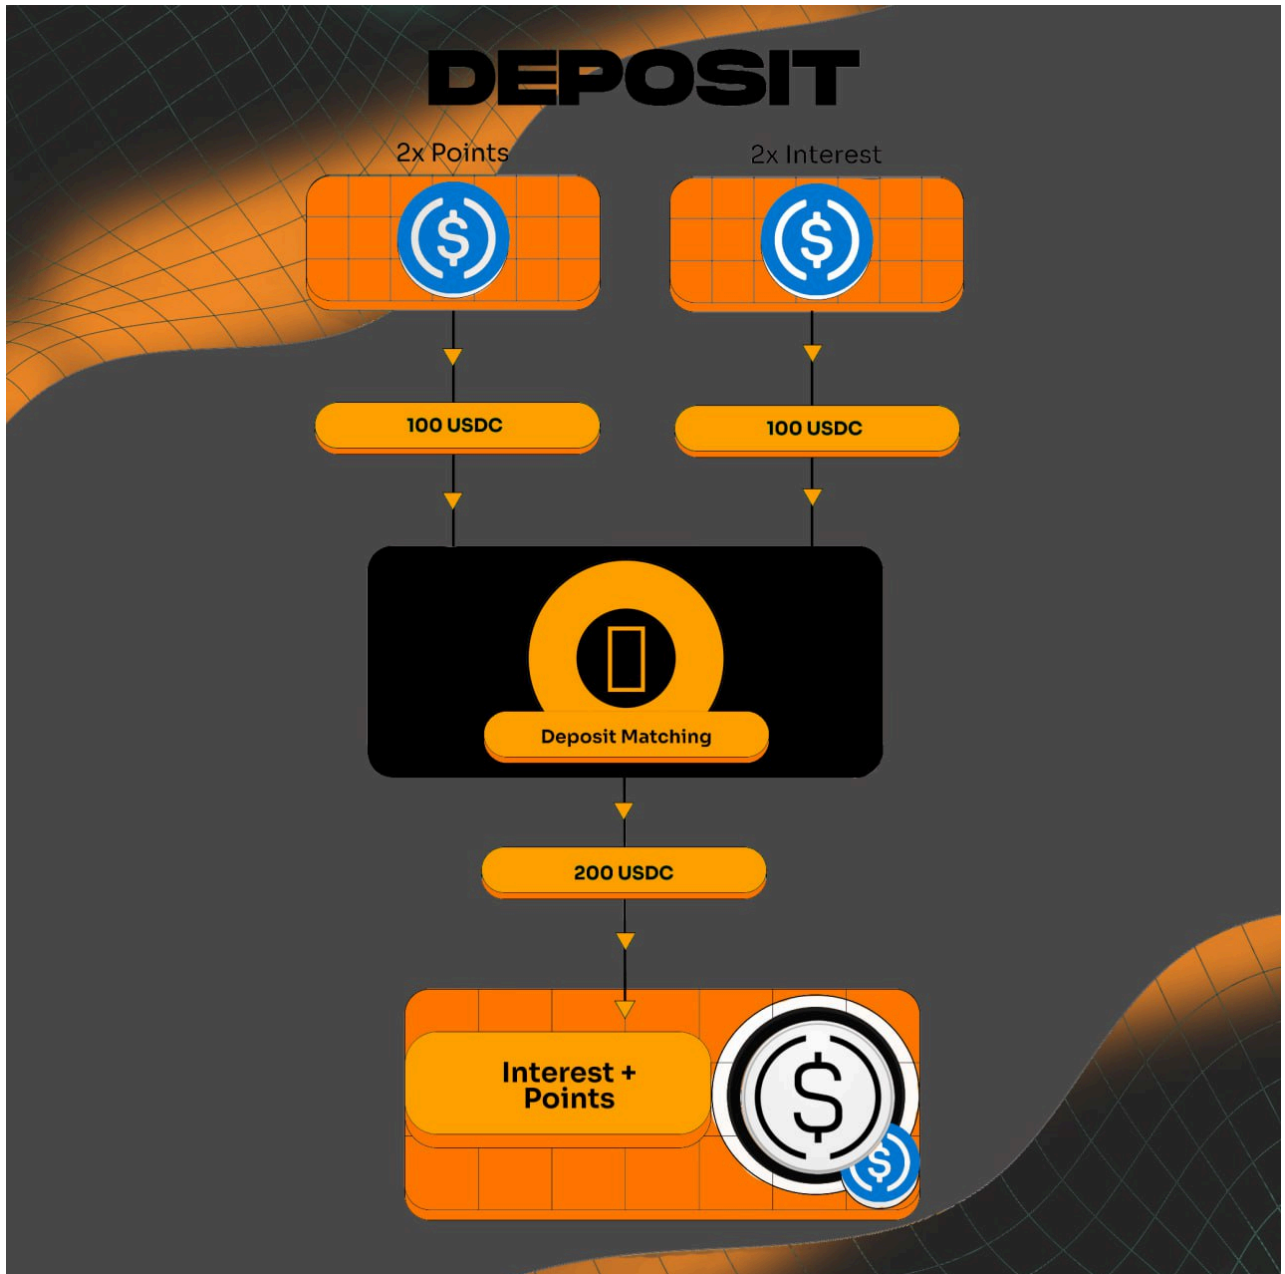 DEPOSIT
2x Points
2x Interest
100 USDC
100 USDC
Deposit Matching
200 USDC
Interest +
Points